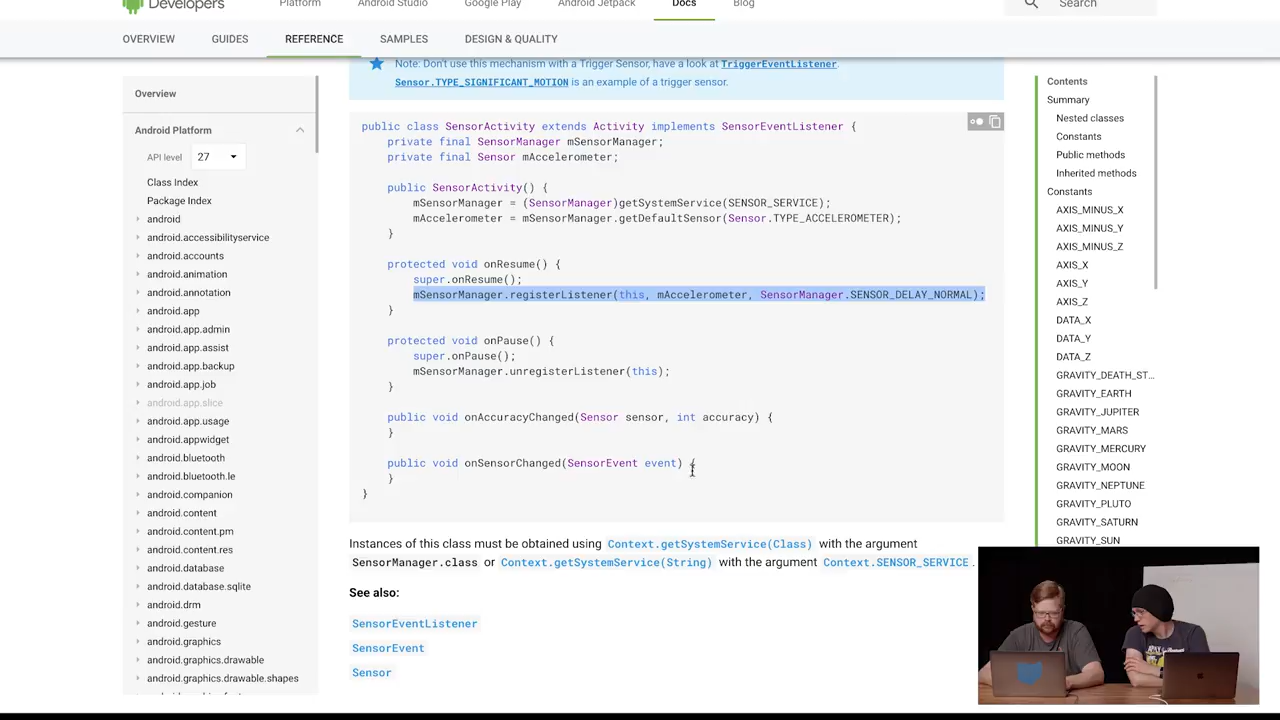 Developers
Platform
Android Studio
Google Play
Android Jetpack
Docs
Blog
Search
OVERVIEW
GUIDES
REFERENCE
SAMPLES
DESIGN & QUALITY
Overview
Android Platform
API level 27
Class Index
Package Index
android
android.accessibilityservice
android.accounts
android.animation
android.annotation
android.app
android.app.admin
android.app.assist
android.app.backup
android.app.job
android.app.slice
android.app.usage
android.appwidget
android.bluetooth
android.bluetooth.le
android.companion
android.content
android.content.pm
android.content.res
android.database
android.database.sqlite
android.drm
android.gesture
android.graphics
android.graphics.drawable
android.graphics.drawable.shapes
Note: Don't use this mechanism with a Trigger Sensor, have a look at TriggerEventListener.
Sensor.TYPE_SIGNIFICANT_MOTION is an example of a trigger sensor.
public class SensorActivity extends Activity implements SensorEventListener {
private final SensorManager mSensorManager;
private final Sensor mAccelerometer;
public SensorActivity() {
mSensorManager = (SensorManager)getSystemService(SENSOR_SERVICE);
mAccelerometer = mSensorManager.getDefaultSensor(Sensor.TYPE_ACCELEROMETER);
}
protected void onResume() {
super.onResume();
mSensorManager.registerListener(this, mAccelerometer, SensorManager.SENSOR_DELAY_NORMAL);
}
protected void onPause() {
super.onPause();
mSensorManager.unregisterListener(this);
}
public void onAccuracyChanged(Sensor sensor, int accuracy) {
}
public void onSensorChanged(SensorEvent event) {
}
}
Instances of this class must be obtained using Context.getSystemService(Class) with the argument
SensorManager.class or Context.getSystemService(String) with the argument Context.SENSOR_SERVICE.
See also:
SensorEventListener
SensorEvent
Sensor
Contents
Summary
Nested classes
Constants
Public methods
Inherited methods
Constants
AXIS_MINUS_X
AXIS_MINUS_Y
AXIS_MINUS_Z
AXIS_X
AXIS_Y
AXIS_Z
DATA_X
DATA_Y
DATA_Z
GRAVITY_DEATH_ST...
GRAVITY_EARTH
GRAVITY_JUPITER
GRAVITY_MARS
GRAVITY_MERCURY
GRAVITY_MOON
GRAVITY_NEPTUNE
GRAVITY_PLUTO
GRAVITY_SATURN
GRAVITY_SUN